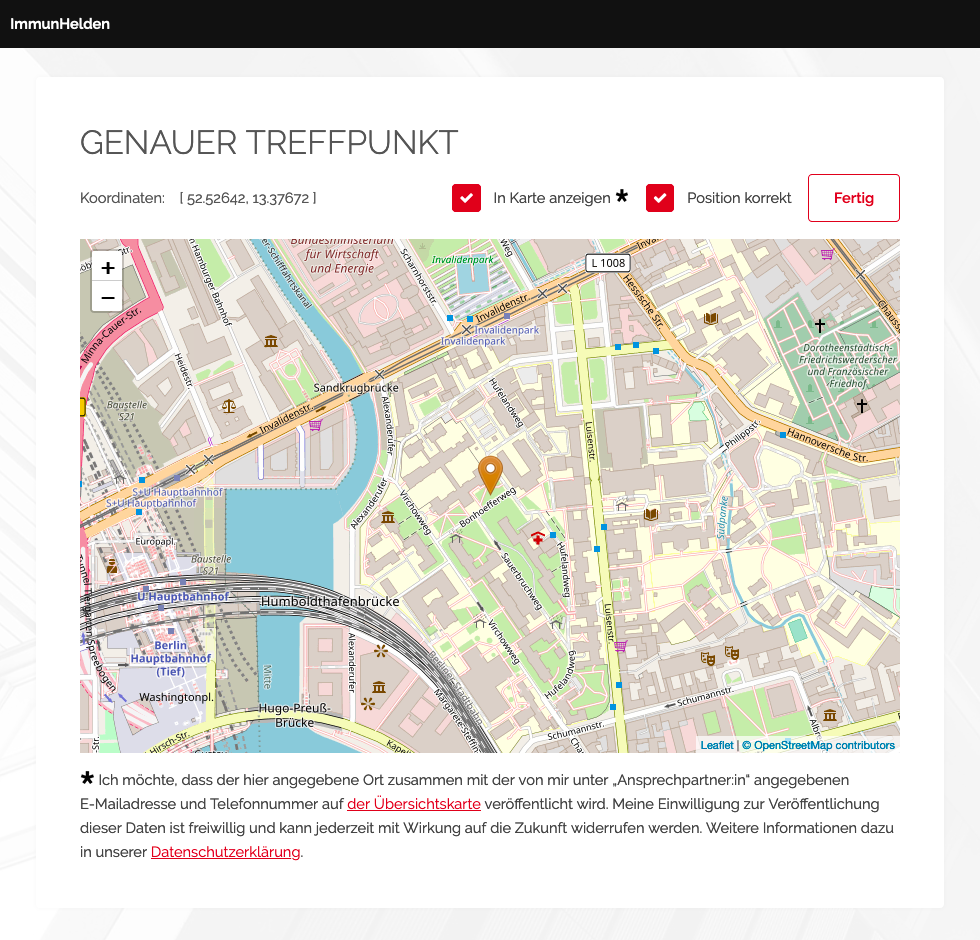 ImmunHelden
GENAUER TREFFPUNKT
Koordinaten: [ 52.52642, 13.37672 ]
In Karte anzeigen *
Position korrekt
Fertig
+
−
Bundesministerium
für Wirtschaft
und Energie
Hamburger Bahnhof
-Schifffahrtskanal
Scharnhorststr.
Invalidenpark
Weg
L 1008
Invalidenstr.
Invalidenpark
Invalidenpark
Hessische Str.
Minna-Cauer-Str.
Heidestr.
Sandkrugbrücke
Dorotheenstädtisch-
Friedrichswerderscher
und Französischer
Friedhof
Baustelle
S21
Invalidenstr.
Alexanderufer
Hufelandweg
Luisenstr.
Philippstr.
Hannoversche Str.
S+U Hauptbahnhof
S+U Hauptbahnhof
Alexanderufer
Virchowweg
Bonhoefferweg
Südpanke
Europapl.
Baustelle
S21
Sauerbruchweg
Hufelandweg
U Hauptbahnhof
Humboldthafenbrücke
Luisenstr.
Berlin
Hauptbahnhof
(Tief)
Alexanderufer
Virchowweg
Spreebogen
Washingtonpl.
Mitte
Hufelandweg
Schumannstr.
Hugo-Preuß-
Brücke
Schumannstr.
Leaflet | © OpenStreetMap contributors
* Ich möchte, dass der hier angegebene Ort zusammen mit der von mir unter „Ansprechpartner:in“ angegebenen
E-Mailadresse und Telefonnummer auf der Übersichtskarte veröffentlicht wird. Meine Einwilligung zur Veröffentlichung
dieser Daten ist freiwillig und kann jederzeit mit Wirkung auf die Zukunft widerrufen werden. Weitere Informationen dazu
in unserer Datenschutzerklärung.